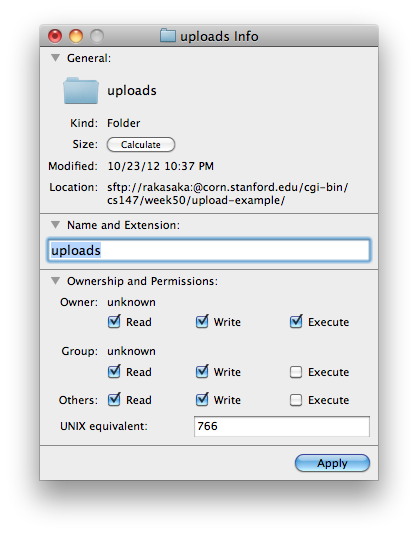 uploads Info
General:
uploads
Kind: Folder
Size: Calculate
Modified: 10/23/12 10:37 PM
Location: sftp://rakasaka:@corn.stanford.edu/cgi-bin/
cs147/week50/upload-example/
Name and Extension:
uploads
Ownership and Permissions:
Owner: unknown
Read Write Execute
Group: unknown
Read Write Execute
Others: Read Write Execute
UNIX equivalent: 766
Apply